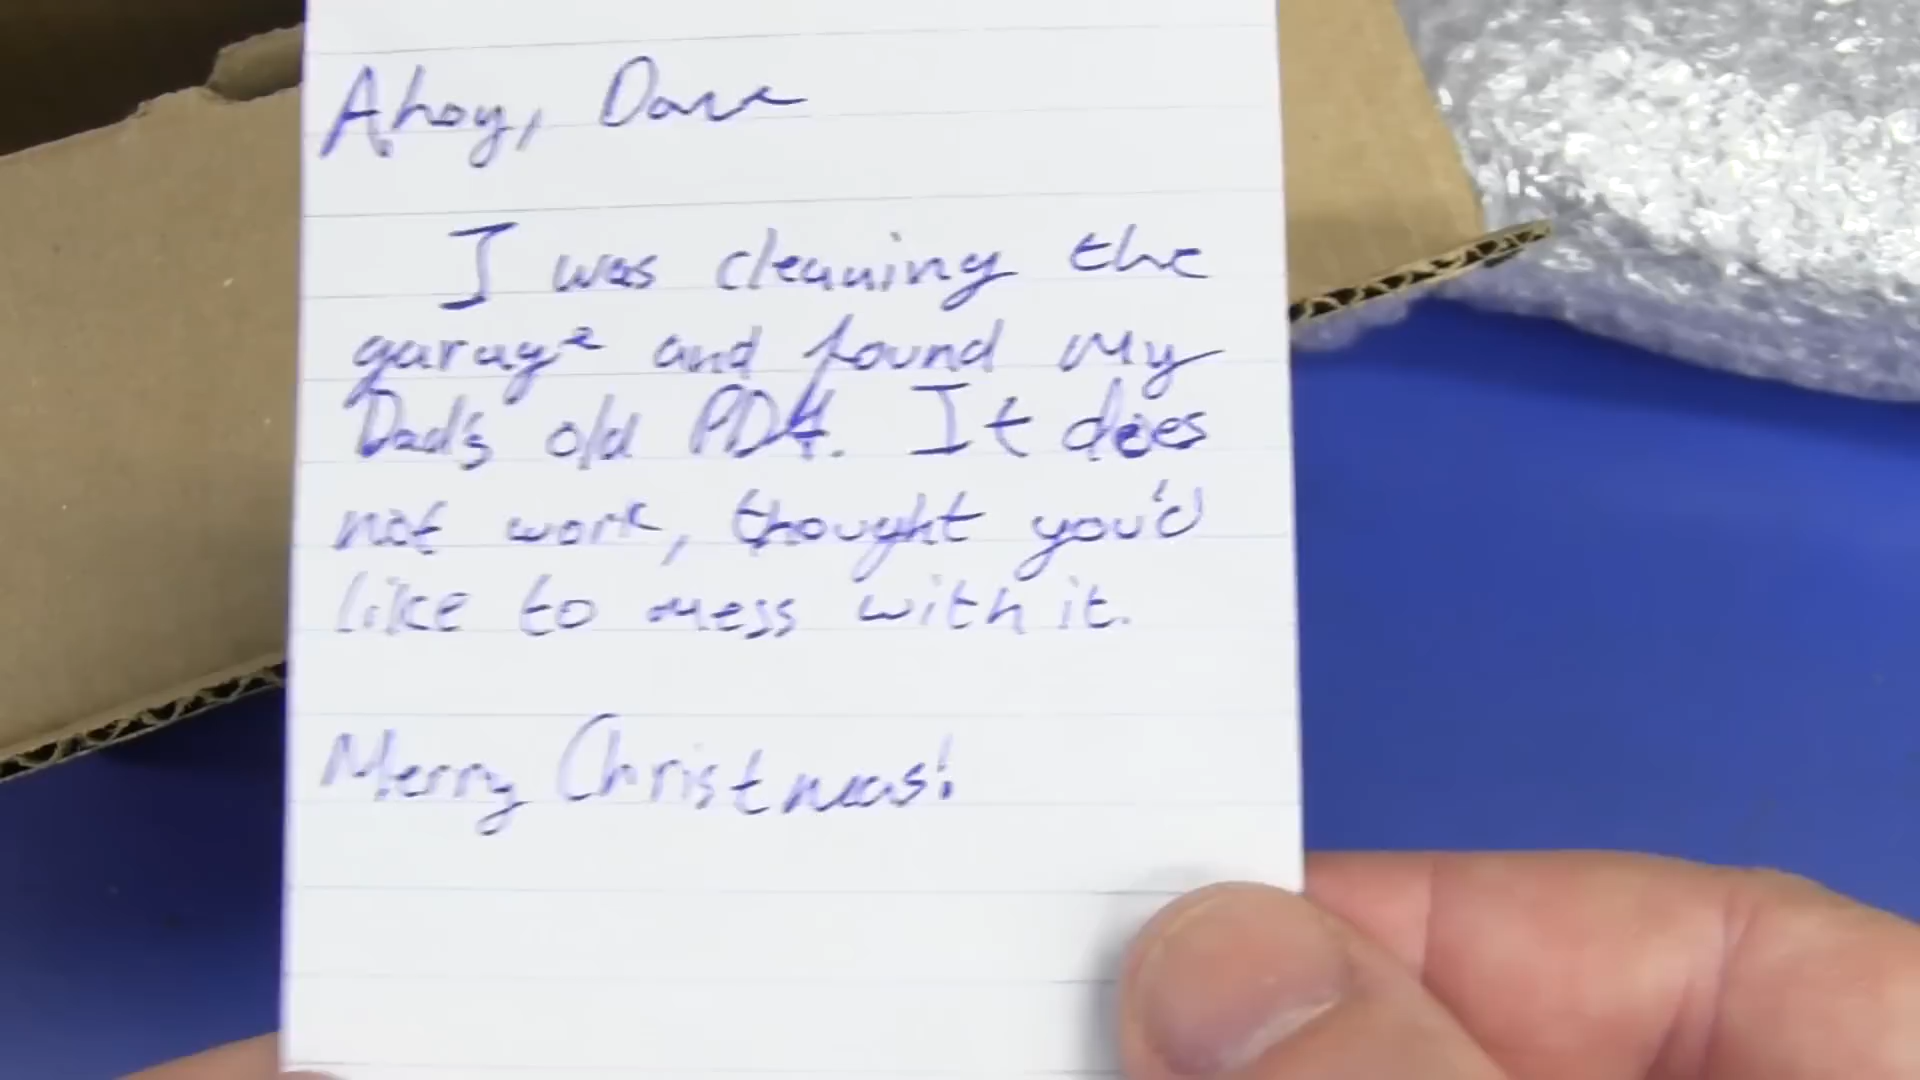 Ahoy, Dave
I was cleaning the
garage and found my
Dad's old PDA. It does
not work, thought you'd
like to mess with it.
Merry Christmas!